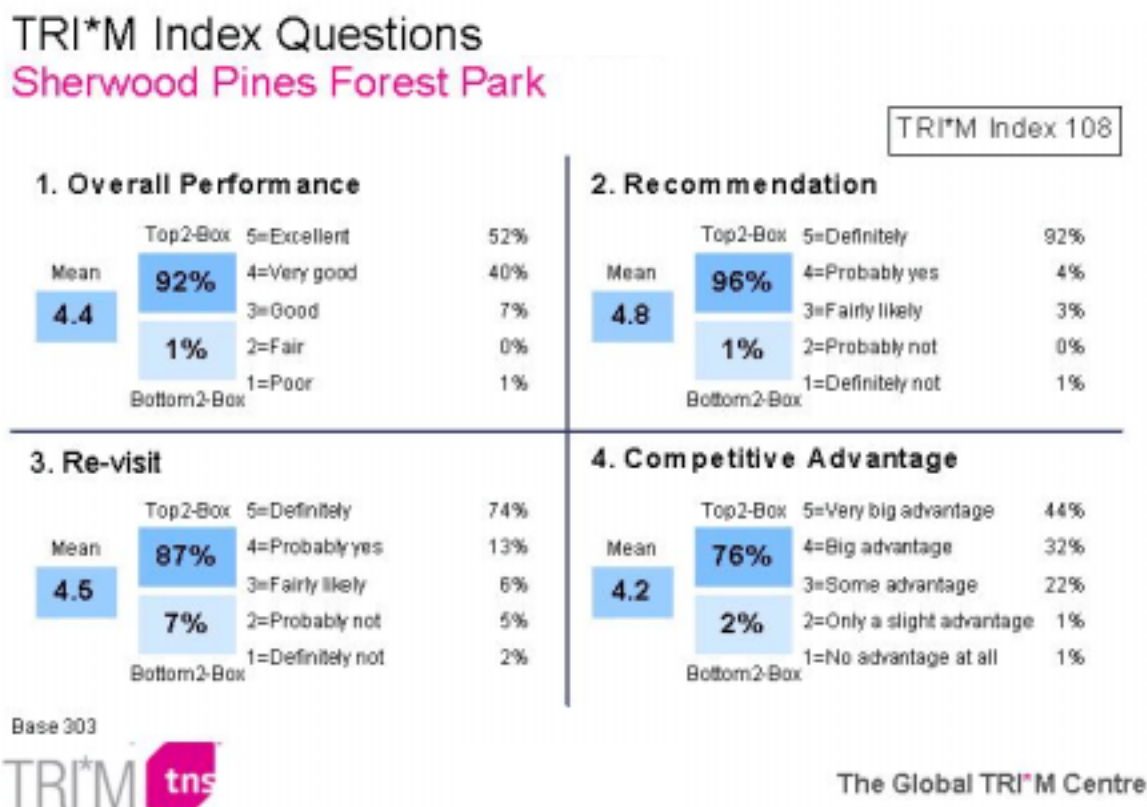 TRI*M Index Questions
Sherwood Pines Forest Park
TRI*M Index 108
1. Overall Performance
Top2-Box 5=Excellent 52%
Mean 92% 4=Very good 40%
4.4 3=Good 7%
1% 2=Fair 0%
1=Poor 1%
Bottom2-Box
2. Recommendation
Top2-Box 5=Definitely 92%
Mean 96% 4=Probably yes 4%
4.8 3=Fairly likely 3%
1% 2=Probably not 0%
1=Definitely not 1%
Bottom2-Box
3. Re-visit
Top2-Box 5=Definitely 74%
Mean 87% 4=Probably yes 13%
4.5 3=Fairly likely 6%
7% 2=Probably not 5%
1=Definitely not 2%
Bottom2-Box
4. Competitive Advantage
Top2-Box 5=Very big advantage 44%
Mean 76% 4=Big advantage 32%
4.2 3=Some advantage 22%
2% 2=Only a slight advantage 1%
1=No advantage at all 1%
Bottom2-Box
Base 303
TRI*M tns
The Global TRI*M Centre